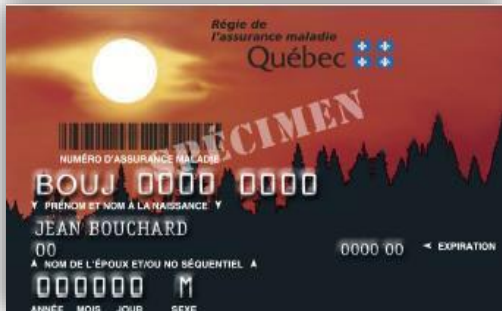 Régie de
l'assurance maladie
Québec
SPECIMEN
NUMÉRO D'ASSURANCE MALADIE
BOUJ 0000 0000
PRÉNOM ET NOM À LA NAISSANCE
JEAN BOUCHARD
00
0000 00 EXPIRATION
NOM DE L'ÉPOUX ET/OU NO SÉQUENTIEL
000000 M
ANNÉE MOIS JOUR SEXE